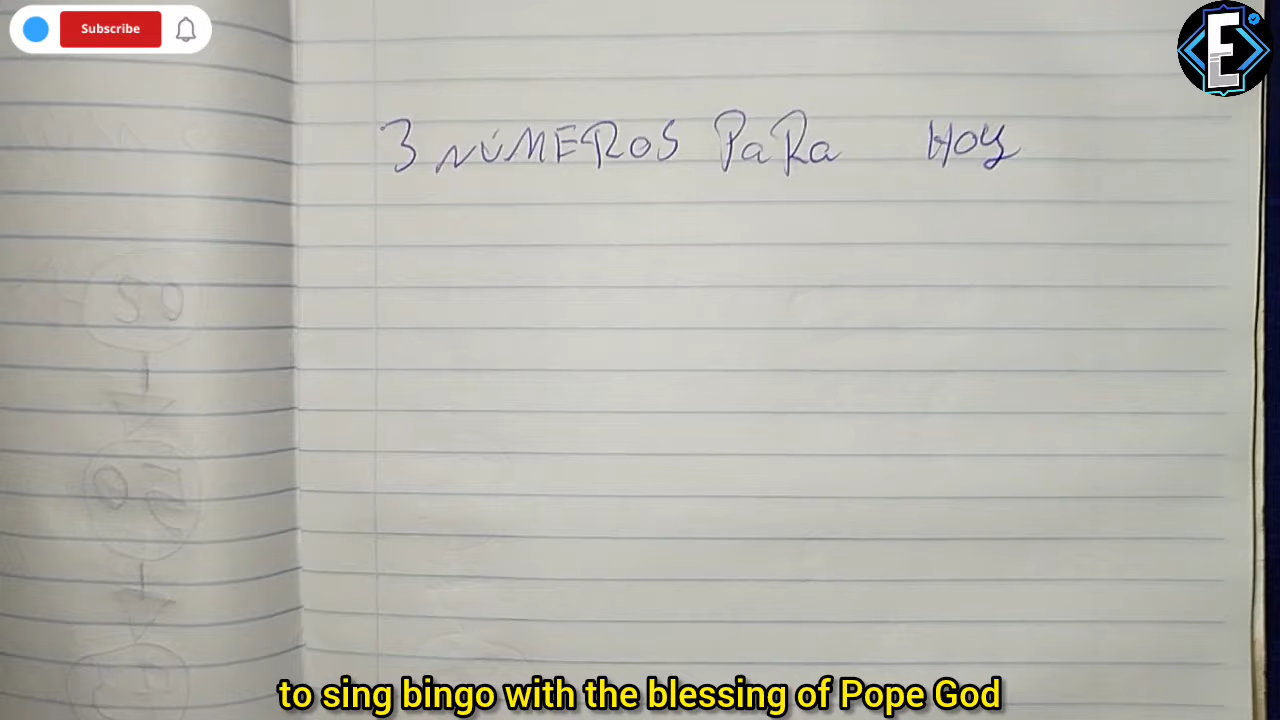 Subscribe
E
3 NÚMEROS PaRa HOY
to sing bingo with the blessing of Pope God